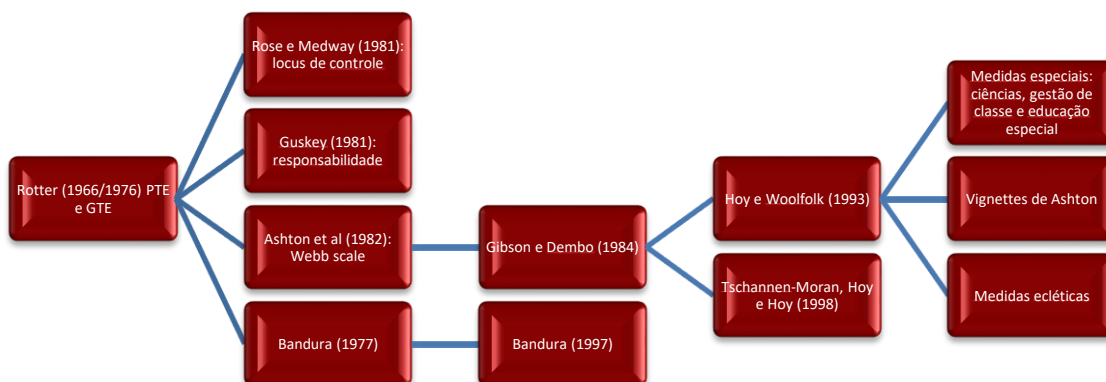 Rotter (1966/1976) PTE
e GTE
Rose e Medway (1981):
locus de controle
Guskey (1981):
responsabilidade
Ashton et al (1982):
Webb scale
Bandura (1977)
Gibson e Dembo (1984)
Bandura (1997)
Hoy e Woolfolk (1993)
Tschannen-Moran, Hoy
e Hoy (1998)
Medidas especiais:
ciências, gestão de
classe e educação
especial
Vignettes de Ashton
Medidas ecléticas